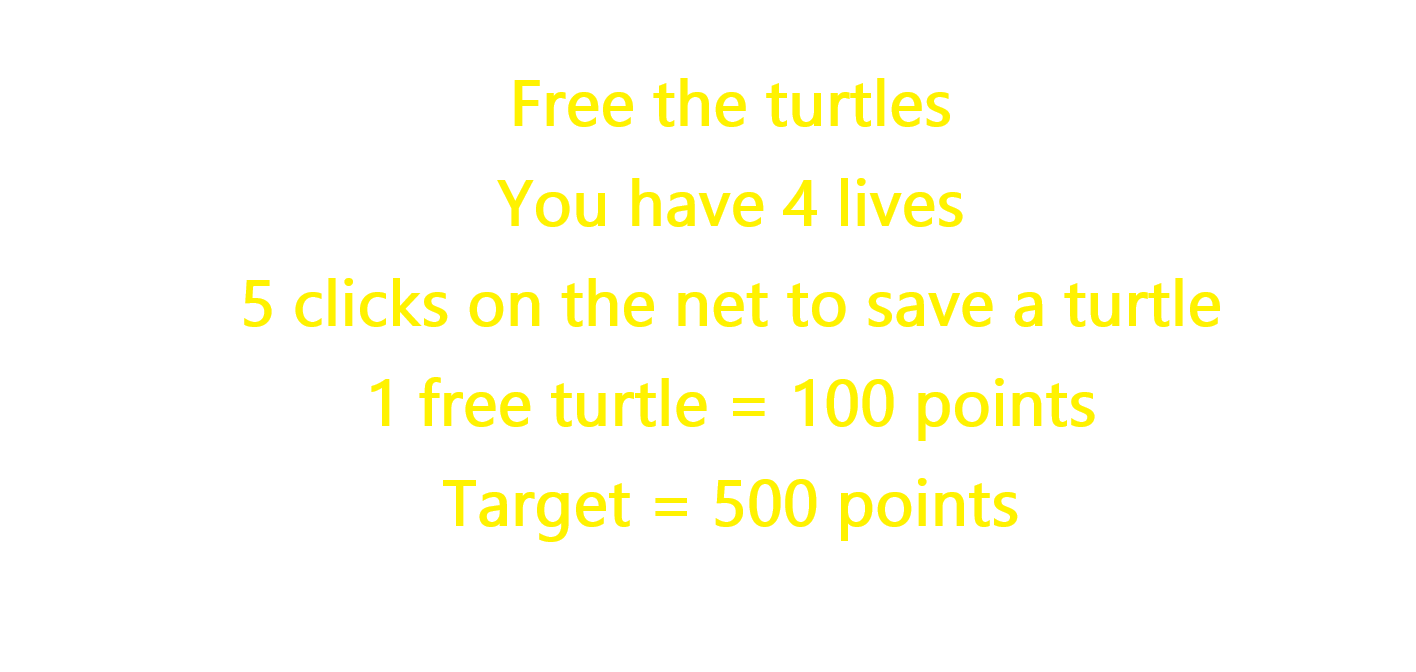 Free the turtles
You have 4 lives
5 clicks on the net to save a turtle
1 free turtle = 100 points
Target = 500 points